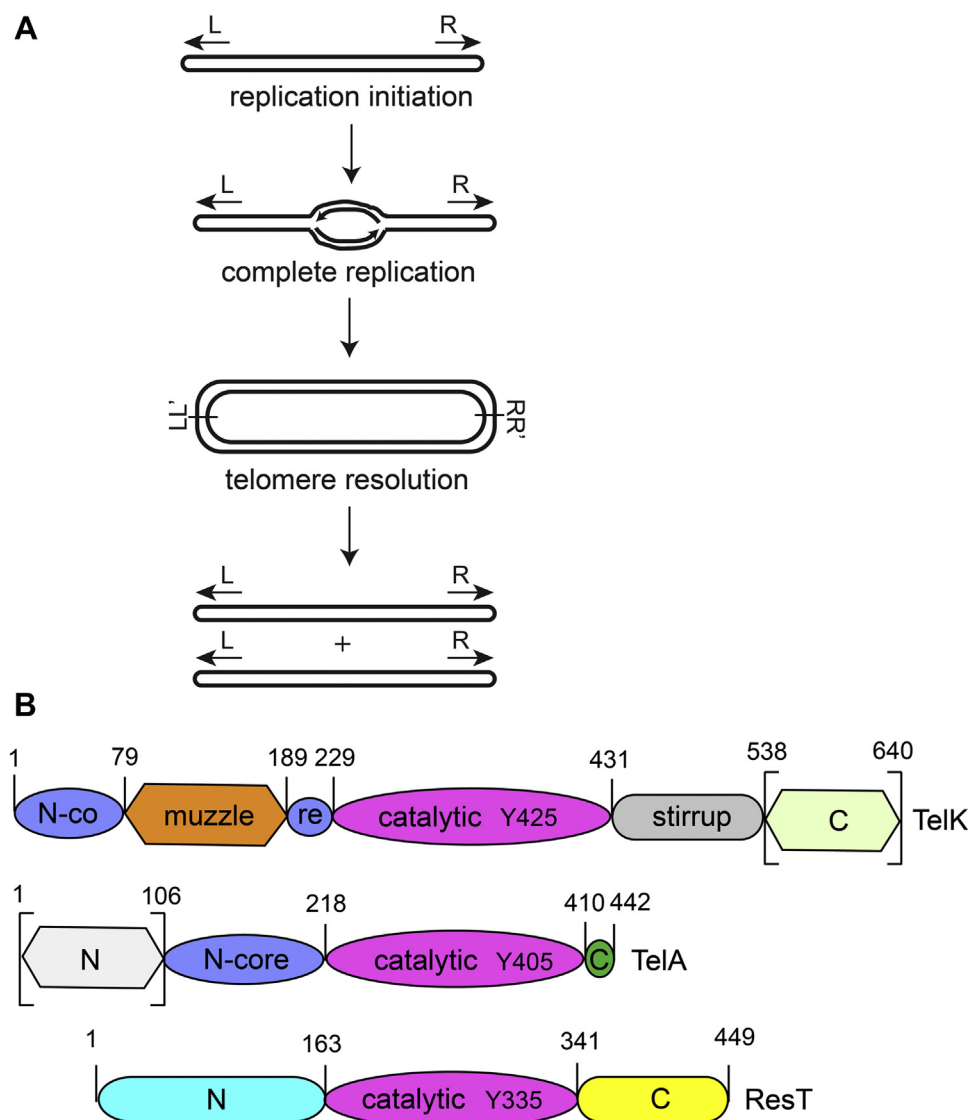 A
L R
replication initiation
L R
complete replication
LL' RR'
telomere resolution
L R
+
L R
B
1 79 189 229 431 538 640
N-co muzzle re catalytic Y425 stirrup C TelK
1 106 218 410 442
N N-core catalytic Y405 C TelA
1 163 341 449
N catalytic Y335 C ResT